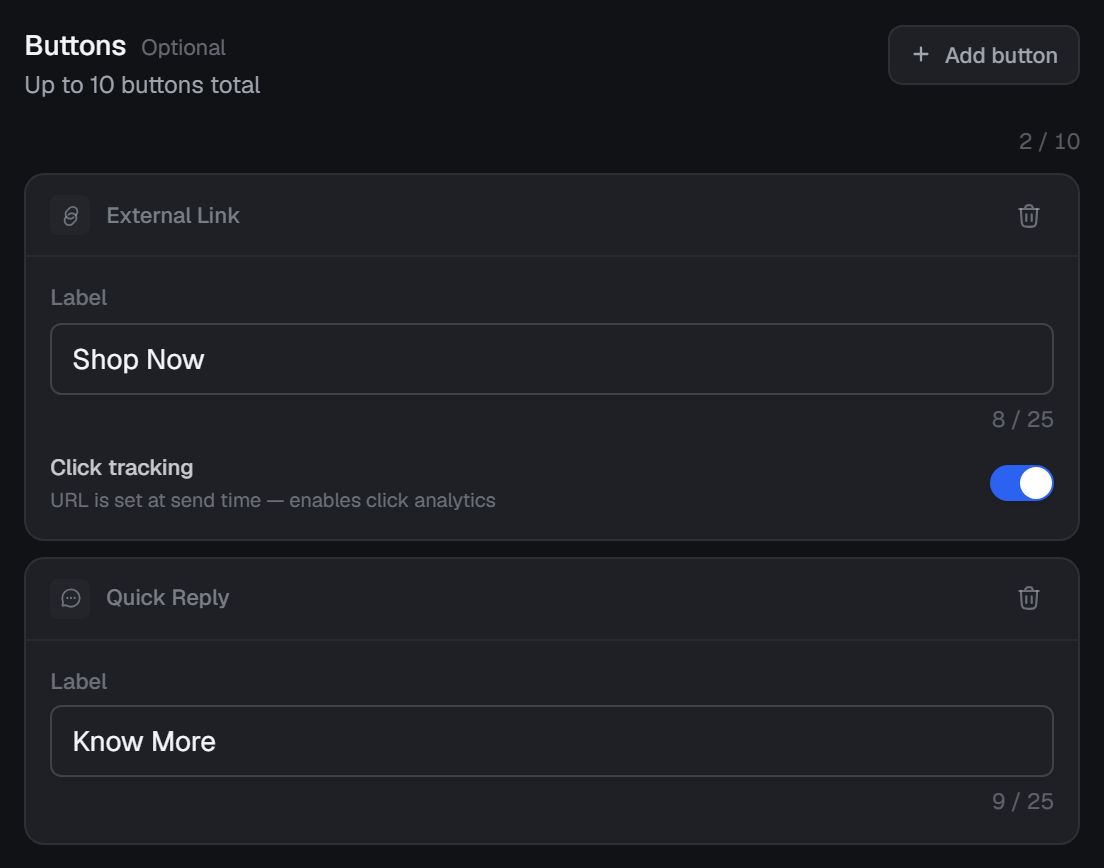 Buttons Optional
+ Add button
Up to 10 buttons total
2 / 10
External Link
Label
Shop Now
8 / 25
Click tracking
URL is set at send time — enables click analytics
Quick Reply
Label
Know More
9 / 25